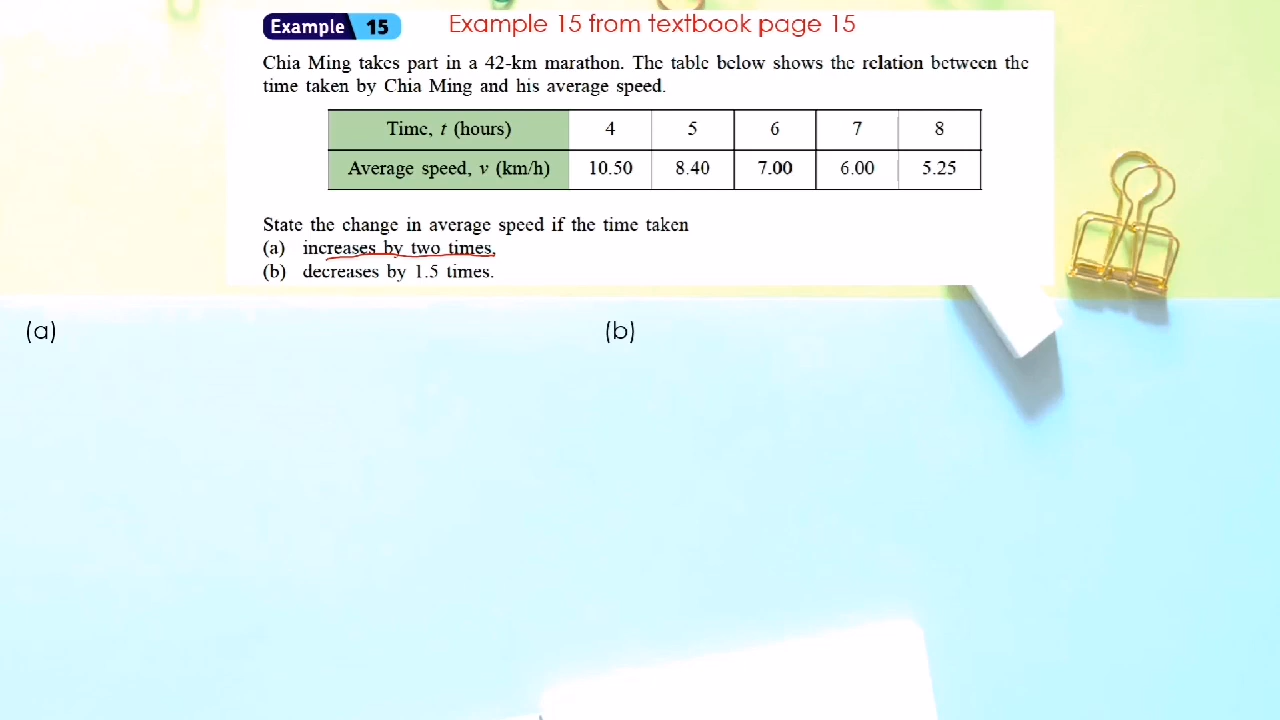 Example 15 Example 15 from textbook page 15
Chia Ming takes part in a 42-km marathon. The table below shows the relation between the
time taken by Chia Ming and his average speed.
Time, t (hours) 4 5 6 7 8
Average speed, v (km/h) 10.50 8.40 7.00 6.00 5.25
State the change in average speed if the time taken
(a) increases by two times,
(b) decreases by 1.5 times.
(a) (b)